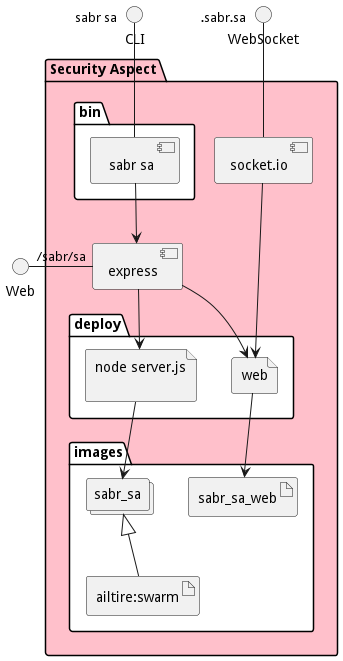 sabr sa
.sabr.sa
CLI
WebSocket
Security Aspect
bin
sabr sa
socket.io
/sabr/sa
express
Web
deploy
node server.js
web
images
sabr_sa
sabr_sa_web
ailtire:swarm